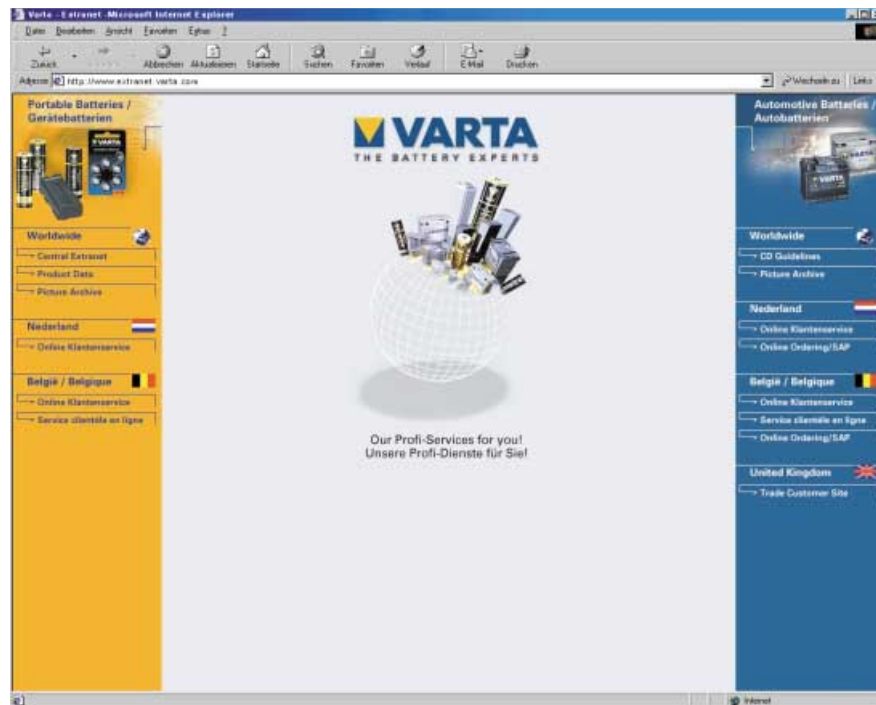 Varta - Extranet - Microsoft Internet Explorer
Datei Bearbeiten Ansicht Favoriten Extras ?
Zurück Abbrechen Aktualisieren Startseite Suchen Favoriten Verlauf E-Mail Drucken
Adresse http://www.extranet.varta.com Wechseln zu Links
Portable Batteries /
Gerätebatterien
VARTA
Worldwide
Central Extranet
Product Data
Picture Archive
Nederland
Online Klantenservice
België / Belgique
Online Klantenservice
Service clientèle en ligne
VARTA
THE BATTERY EXPERTS
Our Profi-Services for you!
Unsere Profi-Dienste für Sie!
Automotive Batteries /
Autobatterien
VARTA
Worldwide
CD Guidelines
Picture Archive
Nederland
Online Klantenservice
Online Ordering/SAP
België / Belgique
Online Klantenservice
Service clientèle en ligne
Online Ordering/SAP
United Kingdom
Trade Customer Site
Internet